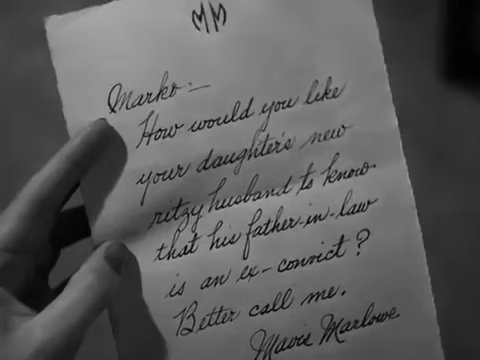 MM
Marko—
How would you like
your daughter's new
ritzy husband to know
that his father-in-law
is an ex-convict?
Better call me.
Mavis Marlowe